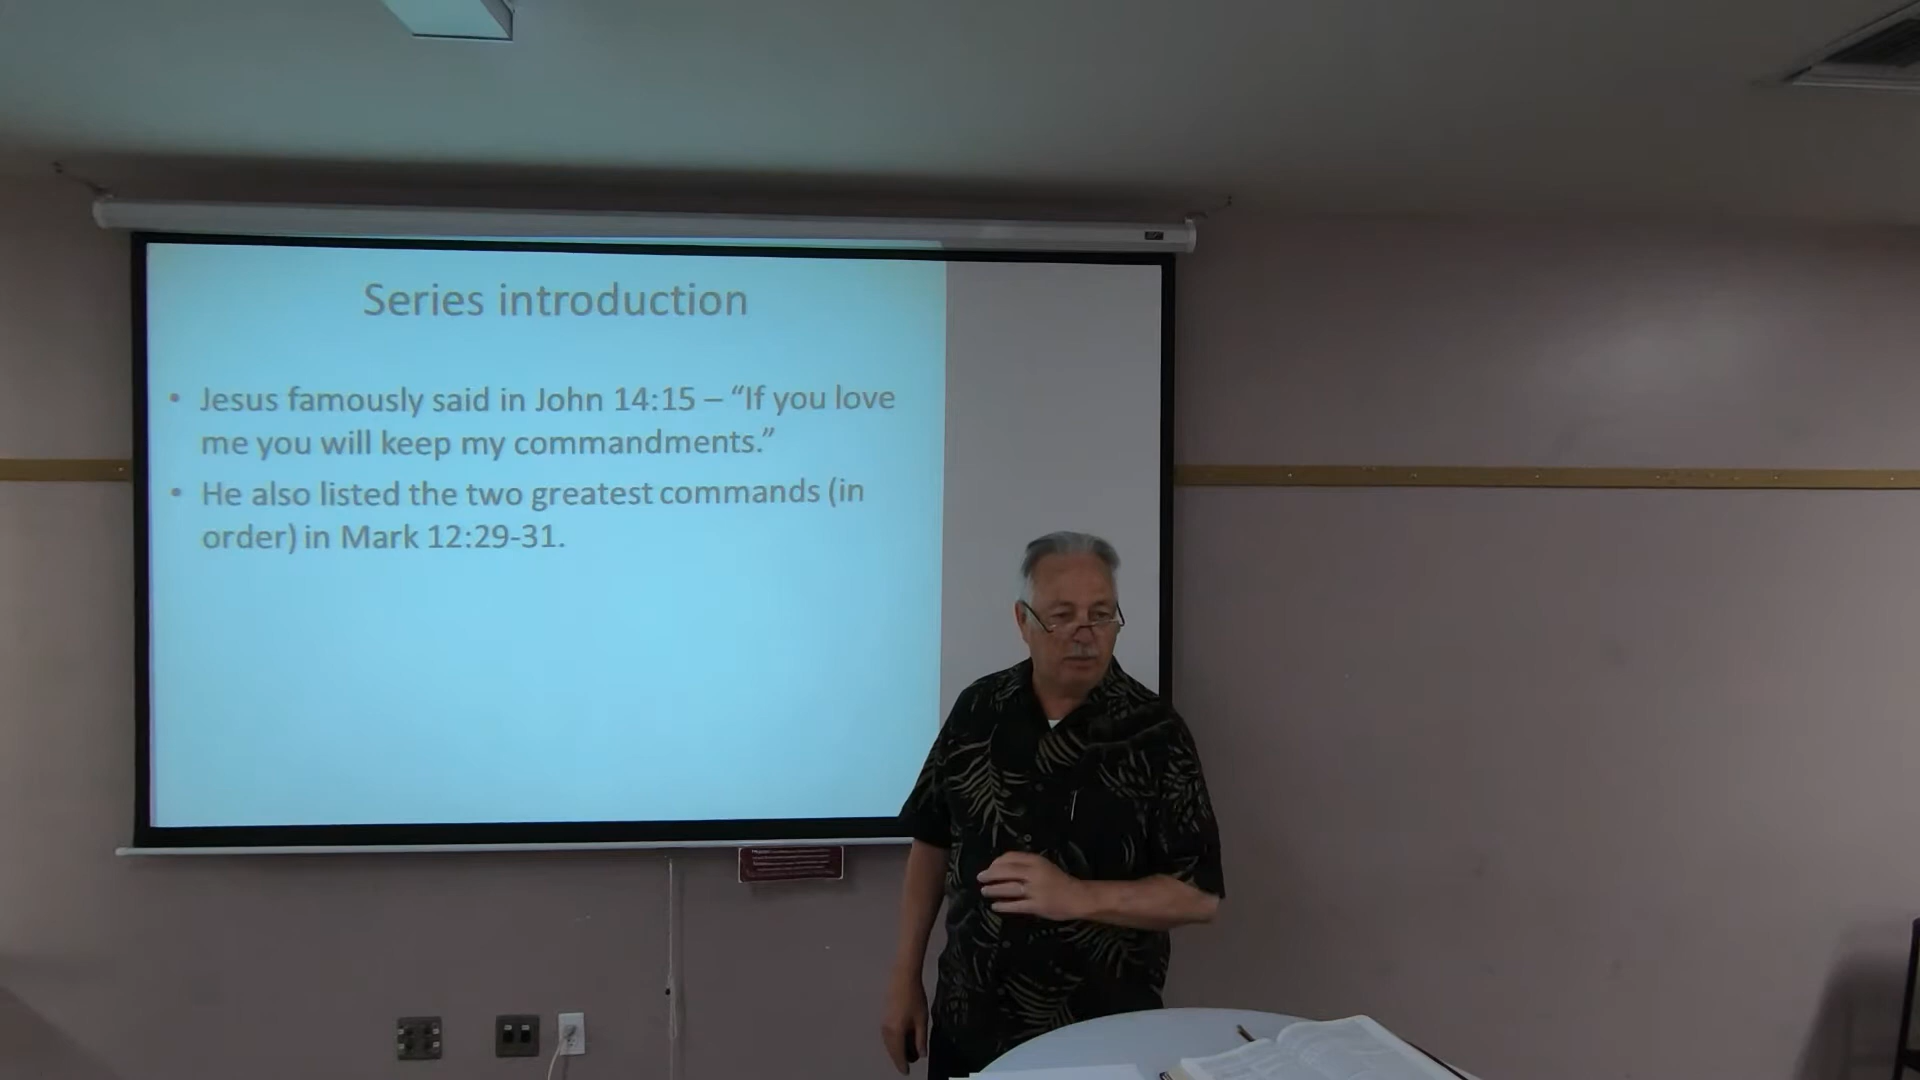 Series introduction
• Jesus famously said in John 14:15 – “If you love
me you will keep my commandments.”
• He also listed the two greatest commands (in
order) in Mark 12:29-31.